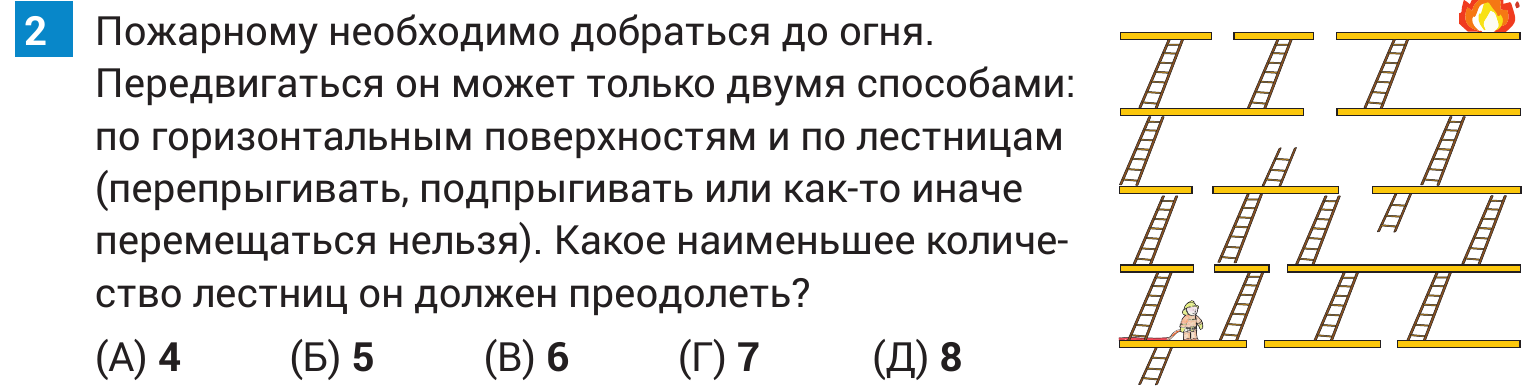 2 Пожарному необходимо добраться до огня.
Передвигаться он может только двумя способами:
по горизонтальным поверхностям и по лестницам
(перепрыгивать, подпрыгивать или как-то иначе
перемещаться нельзя). Какое наименьшее количе-
ство лестниц он должен преодолеть?
(А) 4 (Б) 5 (В) 6 (Г) 7 (Д) 8